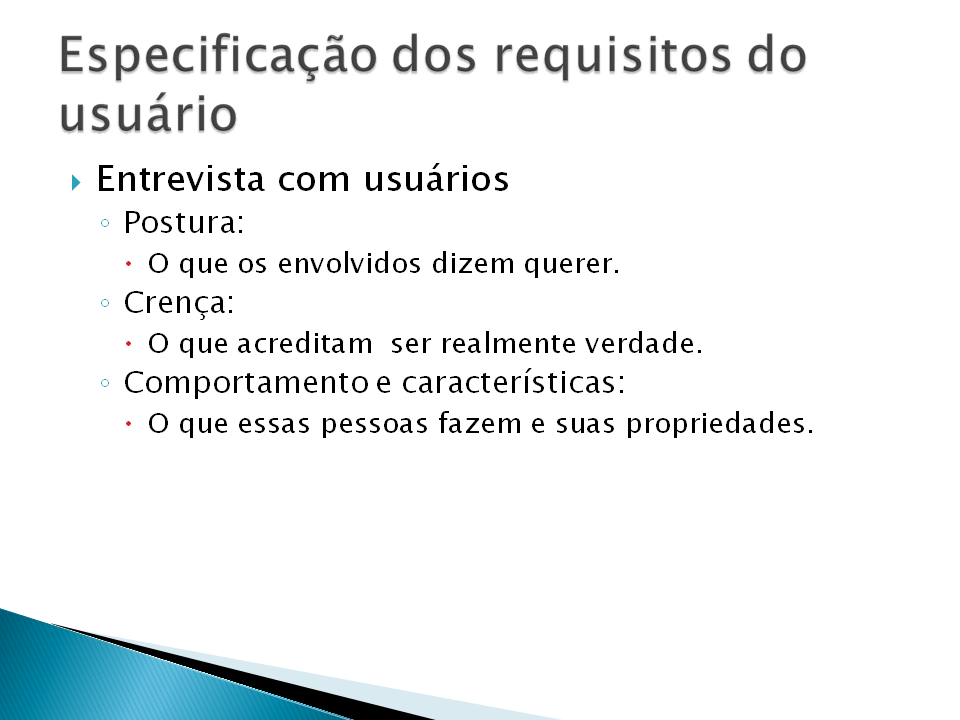 Especificação dos requisitos do
usuário
Entrevista com usuários
Postura:
O que os envolvidos dizem querer.
Crença:
O que acreditam  ser realmente verdade.
Comportamento e características:
O que essas pessoas fazem e suas propriedades.